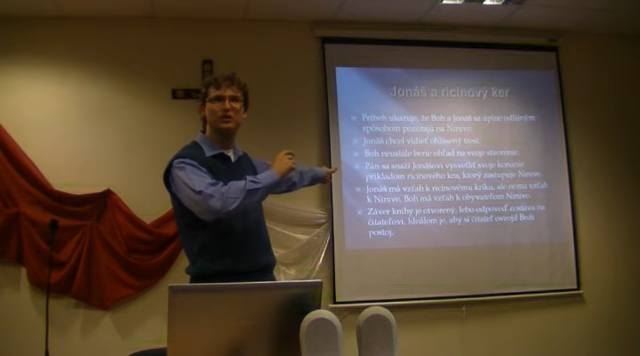 Jonáš a ricínový ker
Príbeh ukazuje, že Boh a Jonáš sa úplne odlišným
spôsobom pozerajú na Ninive.
Jonáš chcel vidieť ohlásený trest.
Boh neustále berie ohľad na svoje stvorenie.
Pán sa snaží Jonášovi vysvetliť svoje konanie
príkladom ricínového kra, ktorý zastupuje Ninive.
Jonáš má vzťah k ricínovému kríku, ale nemá vzťah
k Ninive. Boh má vzťah k obyvateľom Ninive.
Záver knihy je otvorený, lebo odpoveď zostáva na
čitateľovi. Ideálom je, aby si čitateľ osvojil Boží
postoj.